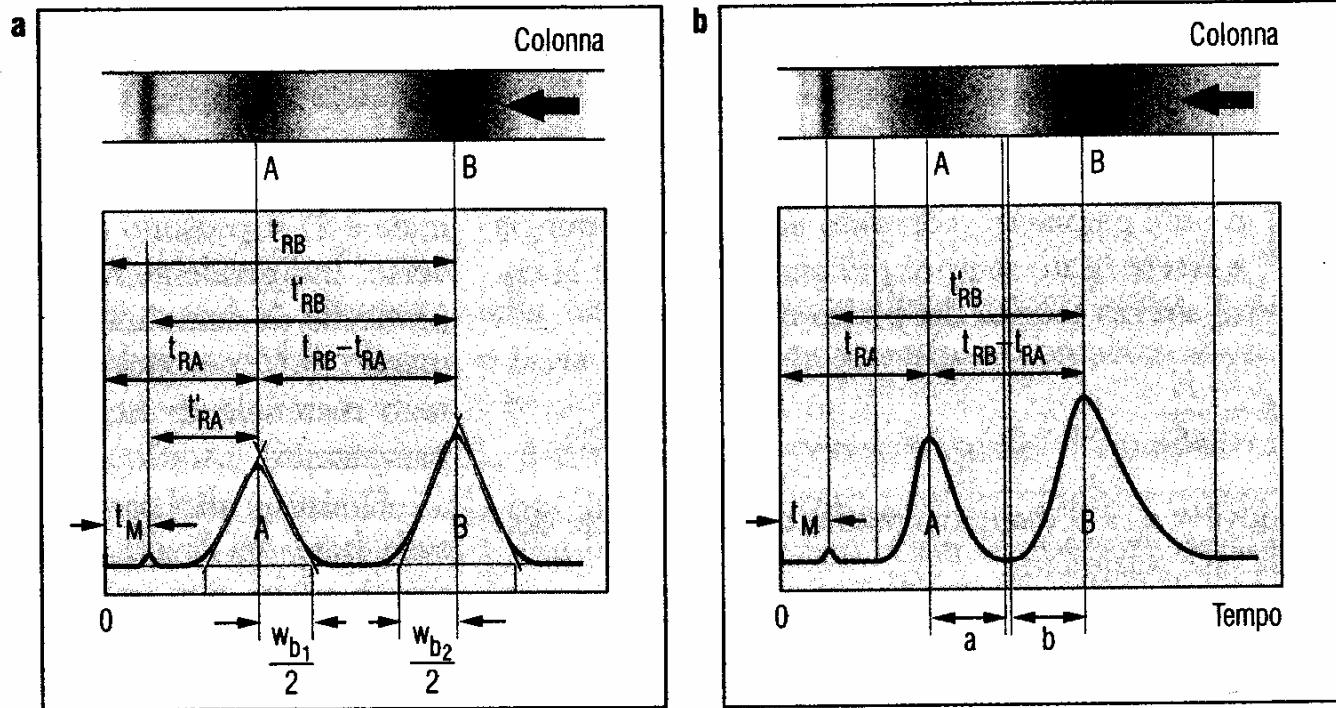 a
Colonna
A
B
t_RB
t'_RB
t_RA
t_RB–t_RA
t'_RA
t_M
A
B
0
w_b1/2
w_b2/2
b
Colonna
A
B
t'_RB
t_RA
t_RB–t_RA
t_M
A
B
0
Tempo
a
b